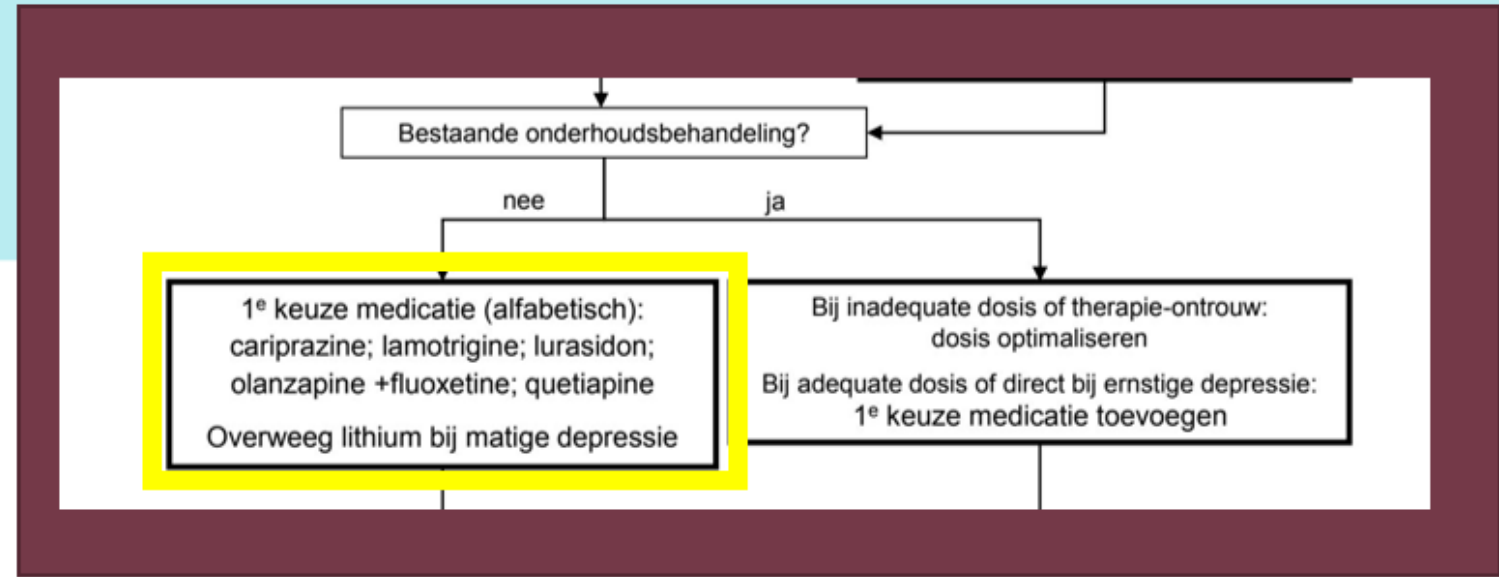 Bestaande onderhoudsbehandeling?
nee
ja
1e keuze medicatie (alfabetisch):
cariprazine; lamotrigine; lurasidon;
olanzapine +fluoxetine; quetiapine
Overweeg lithium bij matige depressie
Bij inadequate dosis of therapie-ontrouw:
dosis optimaliseren
Bij adequate dosis of direct bij ernstige depressie:
1e keuze medicatie toevoegen